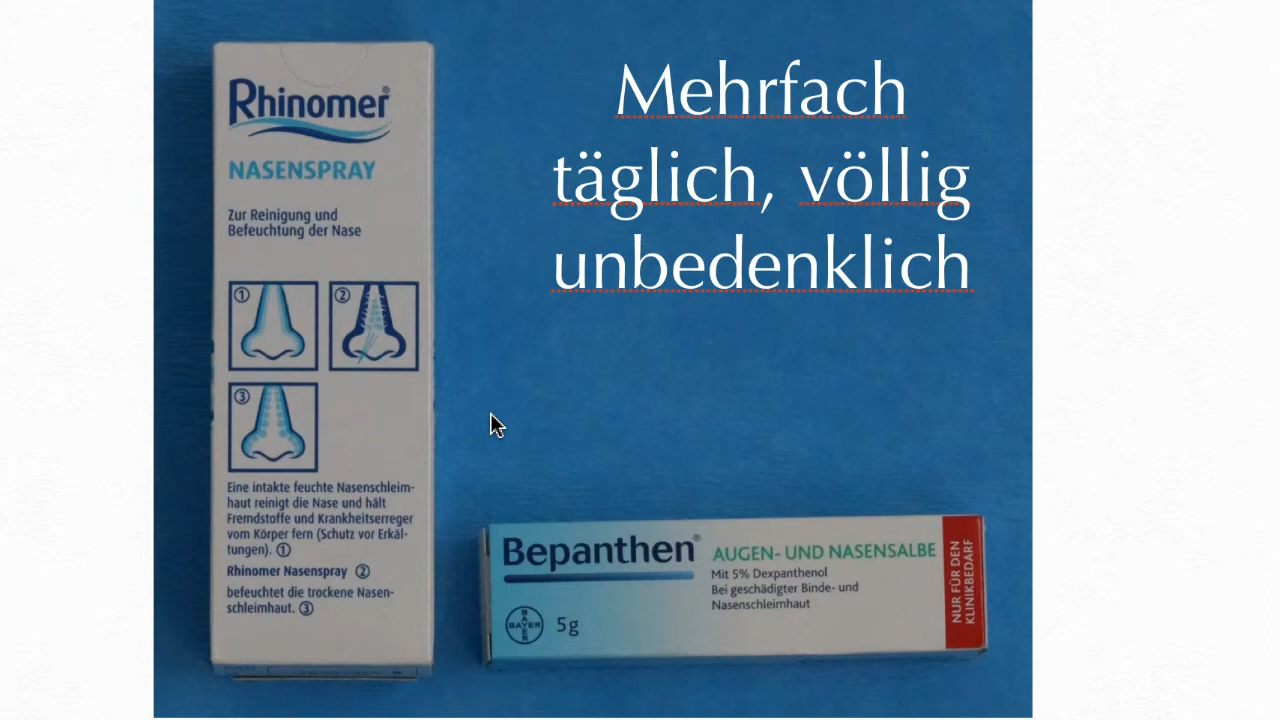 Rhinomer®
NASENSPRAY
Zur Reinigung und
Befeuchtung der Nase
① ②
③
Eine intakte feuchte Nasenschleim-
haut reinigt die Nase und hält
Fremdstoffe und Krankheitserreger
vom Körper fern (Schutz vor Erkäl-
tungen). ①
Rhinomer Nasenspray ②
befeuchtet die trockene Nasen-
schleimhaut. ③
Mehrfach
täglich, völlig
unbedenklich
Bepanthen®
AUGEN- UND NASENSALBE
Mit 5% Dexpanthenol
Bei geschädigter Binde- und
Nasenschleimhaut
BAYER
BAYER
5g
NUR FÜR DEN
KLINIKBEDARF